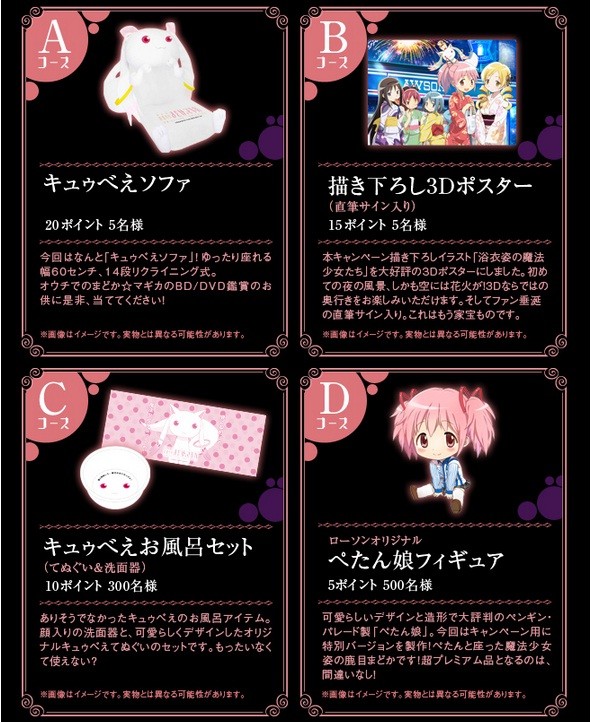 A
コース
キュゥべえソファ
20ポイント 5名様
今回はなんと「キュゥべえソファ」!ゆったり座れる
幅60センチ、14段リクライニング式。
オウチでのまどか☆マギカのBD/DVD鑑賞のお
供に是非、当ててください!
※画像はイメージです。実物とは異なる可能性があります。
B
コース
描き下ろし3Dポスター
(直筆サイン入り)
15ポイント 5名様
本キャンペーン描き下ろしイラスト「浴衣姿の魔法
少女たち」を大好評の3Dポスターにしました。初め
ての夜の風景、しかも空には花火が!3Dならではの
奥行きをお楽しみいただけます。そしてファン垂涎
の直筆サイン入り。これはもう家宝ものです。
※画像はイメージです。実物とは異なる可能性があります。
C
コース
キュゥべえお風呂セット
(てぬぐい&洗面器)
10ポイント 300名様
ありそうでなかったキュゥべえのお風呂アイテム。
顔入りの洗面器と、可愛らしくデザインしたオリジ
ナルキュゥべえてぬぐいのセットです。もったいなく
て使えない?
※画像はイメージです。実物とは異なる可能性があります。
D
コース
ローソンオリジナル
ぺたん娘フィギュア
5ポイント 500名様
可愛らしいデザインと造形で大評判のペンギン・
パレード製「ぺたん娘」。今回はキャンペーン用に
特別バージョンを製作!ぺたんと座った魔法少女
姿の鹿目まどかです!超プレミアム品となるのは、
間違いなし!
※画像はイメージです。実物とは異なる可能性があります。